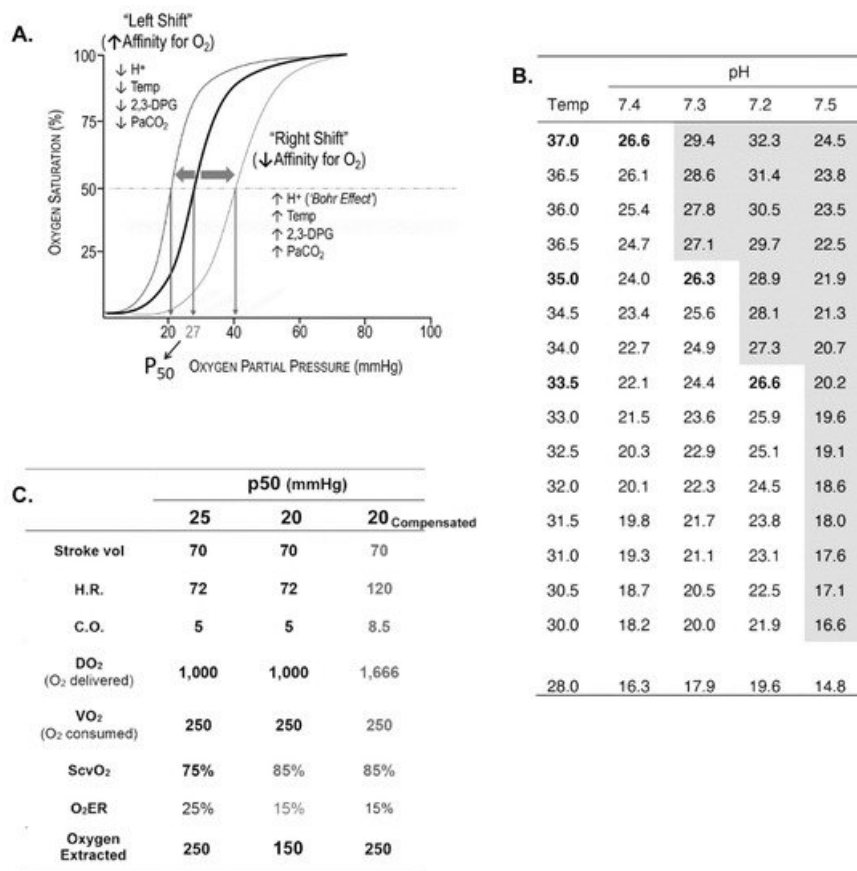 A.
"Left Shift"
(↑Affinity for O₂)
↓ H⁺
↓ Temp
↓ 2,3-DPG
↓ PaCO₂
"Right Shift"
(↓ Affinity for O₂)
↑ H⁺ ('Bohr Effect')
↑ Temp
↑ 2,3-DPG
↑ PaCO₂
OXYGEN SATURATION (%)
100
75
50
25
20 27 40 60 80 100
P₅₀ OXYGEN PARTIAL PRESSURE (mmHg)
B.
pH
Temp 7.4 7.3 7.2 7.5
37.0 26.6 29.4 32.3 24.5
36.5 26.1 28.6 31.4 23.8
36.0 25.4 27.8 30.5 23.5
36.5 24.7 27.1 29.7 22.5
35.0 24.0 26.3 28.9 21.9
34.5 23.4 25.6 28.1 21.3
34.0 22.7 24.9 27.3 20.7
33.5 22.1 24.4 26.6 20.2
33.0 21.5 23.6 25.9 19.6
32.5 20.3 22.9 25.1 19.1
32.0 20.1 22.3 24.5 18.6
31.5 19.8 21.7 23.8 18.0
31.0 19.3 21.1 23.1 17.6
30.5 18.7 20.5 22.5 17.1
30.0 18.2 20.0 21.9 16.6
28.0 16.3 17.9 19.6 14.8
C.
p50 (mmHg)
25 20 20 Compensated
Stroke vol 70 70 70
H.R. 72 72 120
C.O. 5 5 8.5
DO₂ 1,000 1,000 1,666
(O₂ delivered)
VO₂ 250 250 250
(O₂ consumed)
ScvO₂ 75% 85% 85%
O₂ER 25% 15% 15%
Oxygen
Extracted 250 150 250